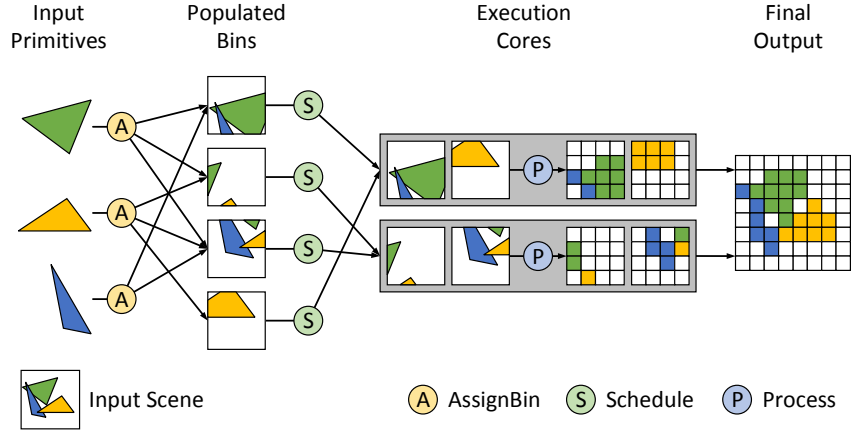 Input Primitives
Populated Bins
Execution Cores
Final Output
A
A
A
S
S
S
S
P
P
Input Scene
A AssignBin
S Schedule
P Process